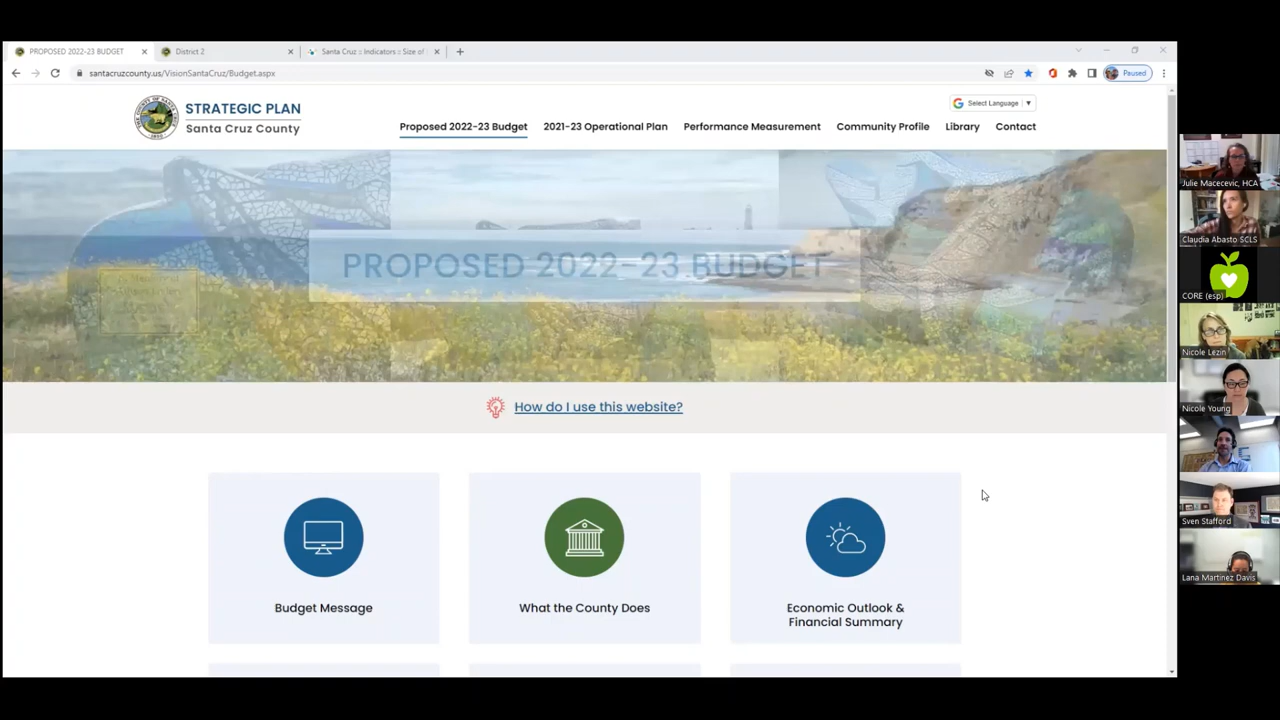 PROPOSED 2022-23 BUDGET
District 2
Santa Cruz :: Indicators :: Size of
santacruzcounty.us/VisionSantaCruz/Budget.aspx
Paused
STRATEGIC PLAN
Santa Cruz County
Select Language
Proposed 2022-23 Budget
2021-23 Operational Plan
Performance Measurement
Community Profile
Library
Contact
PROPOSED 2022-23 BUDGET
How do I use this website?
Budget Message
What the County Does
Economic Outlook &
Financial Summary
Julie Macecevic, HCA
Claudia Abasto SCLS
CORE (esp)
Nicole Lezin
Nicole Young
Sven Stafford
Lana Martinez Davis